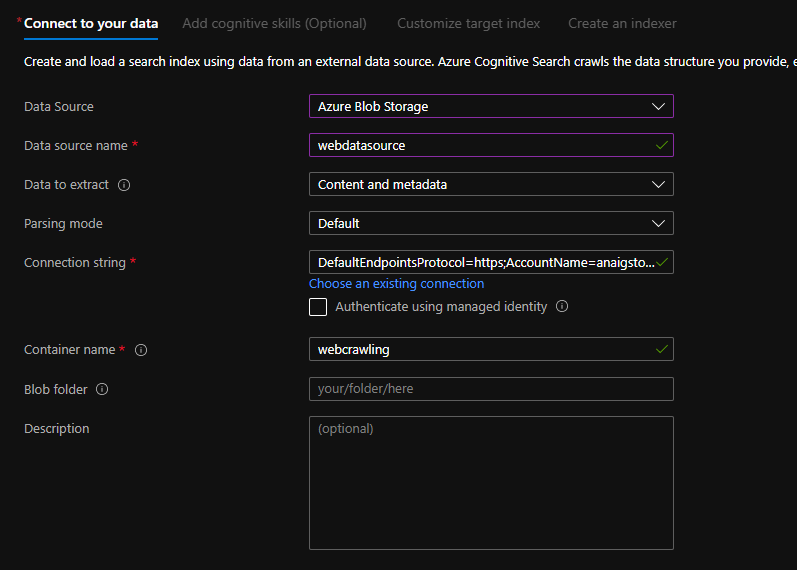 * Connect to your data Add cognitive skills (Optional) Customize target index Create an indexer
Create and load a search index using data from an external data source. Azure Cognitive Search crawls the data structure you provide, e
Data Source Azure Blob Storage
Data source name * webdatasource
Data to extract Content and metadata
Parsing mode Default
Connection string * DefaultEndpointsProtocol=https;AccountName=anaigsto...
Choose an existing connection
Authenticate using managed identity
Container name * webcrawling
Blob folder your/folder/here
Description (optional)